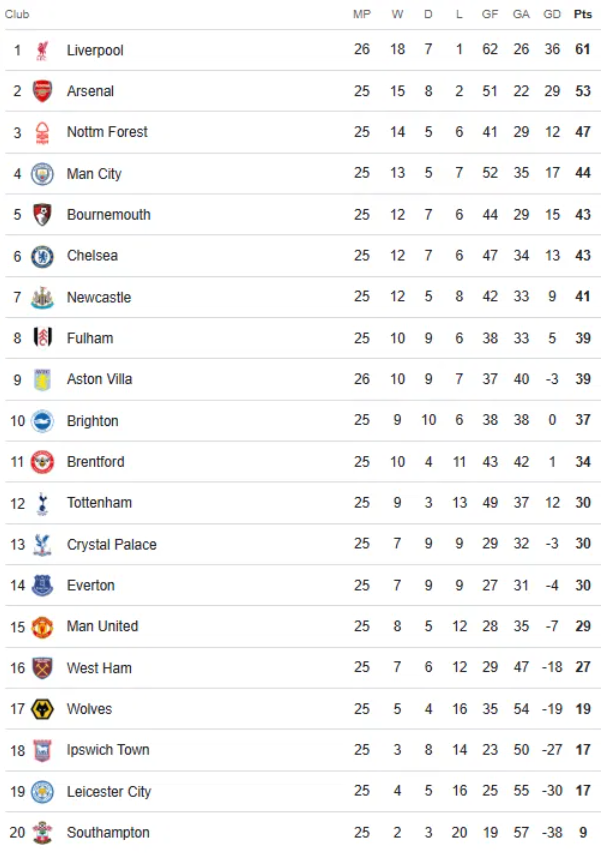 Club MP W D L GF GA GD Pts
1 Liverpool 26 18 7 1 62 26 36 61
2 Arsenal 25 15 8 2 51 22 29 53
3 Nottm Forest 25 14 5 6 41 29 12 47
4 Man City 25 13 5 7 52 35 17 44
5 Bournemouth 25 12 7 6 44 29 15 43
6 Chelsea 25 12 7 6 47 34 13 43
7 Newcastle 25 12 5 8 42 33 9 41
8 Fulham 25 10 9 6 38 33 5 39
9 Aston Villa 26 10 9 7 37 40 -3 39
10 Brighton 25 9 10 6 38 38 0 37
11 Brentford 25 10 4 11 43 42 1 34
12 Tottenham 25 9 3 13 49 37 12 30
13 Crystal Palace 25 7 9 9 29 32 -3 30
14 Everton 25 7 9 9 27 31 -4 30
15 Man United 25 8 5 12 28 35 -7 29
16 West Ham 25 7 6 12 29 47 -18 27
17 Wolves 25 5 4 16 35 54 -19 19
18 Ipswich Town 25 3 8 14 23 50 -27 17
19 Leicester City 25 4 5 16 25 55 -30 17
20 Southampton 25 2 3 20 19 57 -38 9